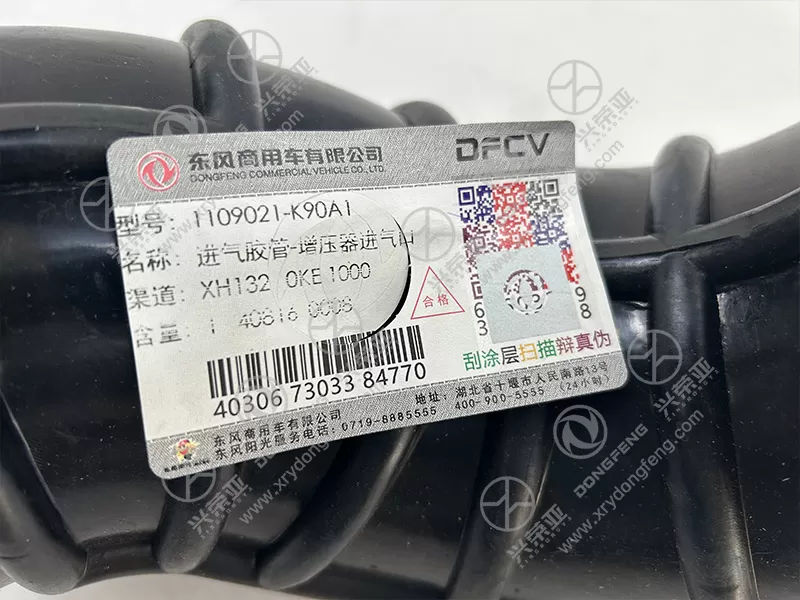 东风商用车有限公司
DONGFENG COMMERCIAL VEHICLE CO., LTD.
DFCV
型号: 1109021-K90A1
名称: 进气胶管-增压器进气口
渠道: XH132 0KE1000
含量: 1 40816 0008
合格
63
98
刮涂层扫描辩真伪
40306 73033 84770
东风商用车有限公司
东风阳光服务电话: 0719-8885555
地址: 湖北省十堰市人民南路13号
400-900-5555 (24小时)
兴荣亚
DONGFENG
www.xrydongfeng.com